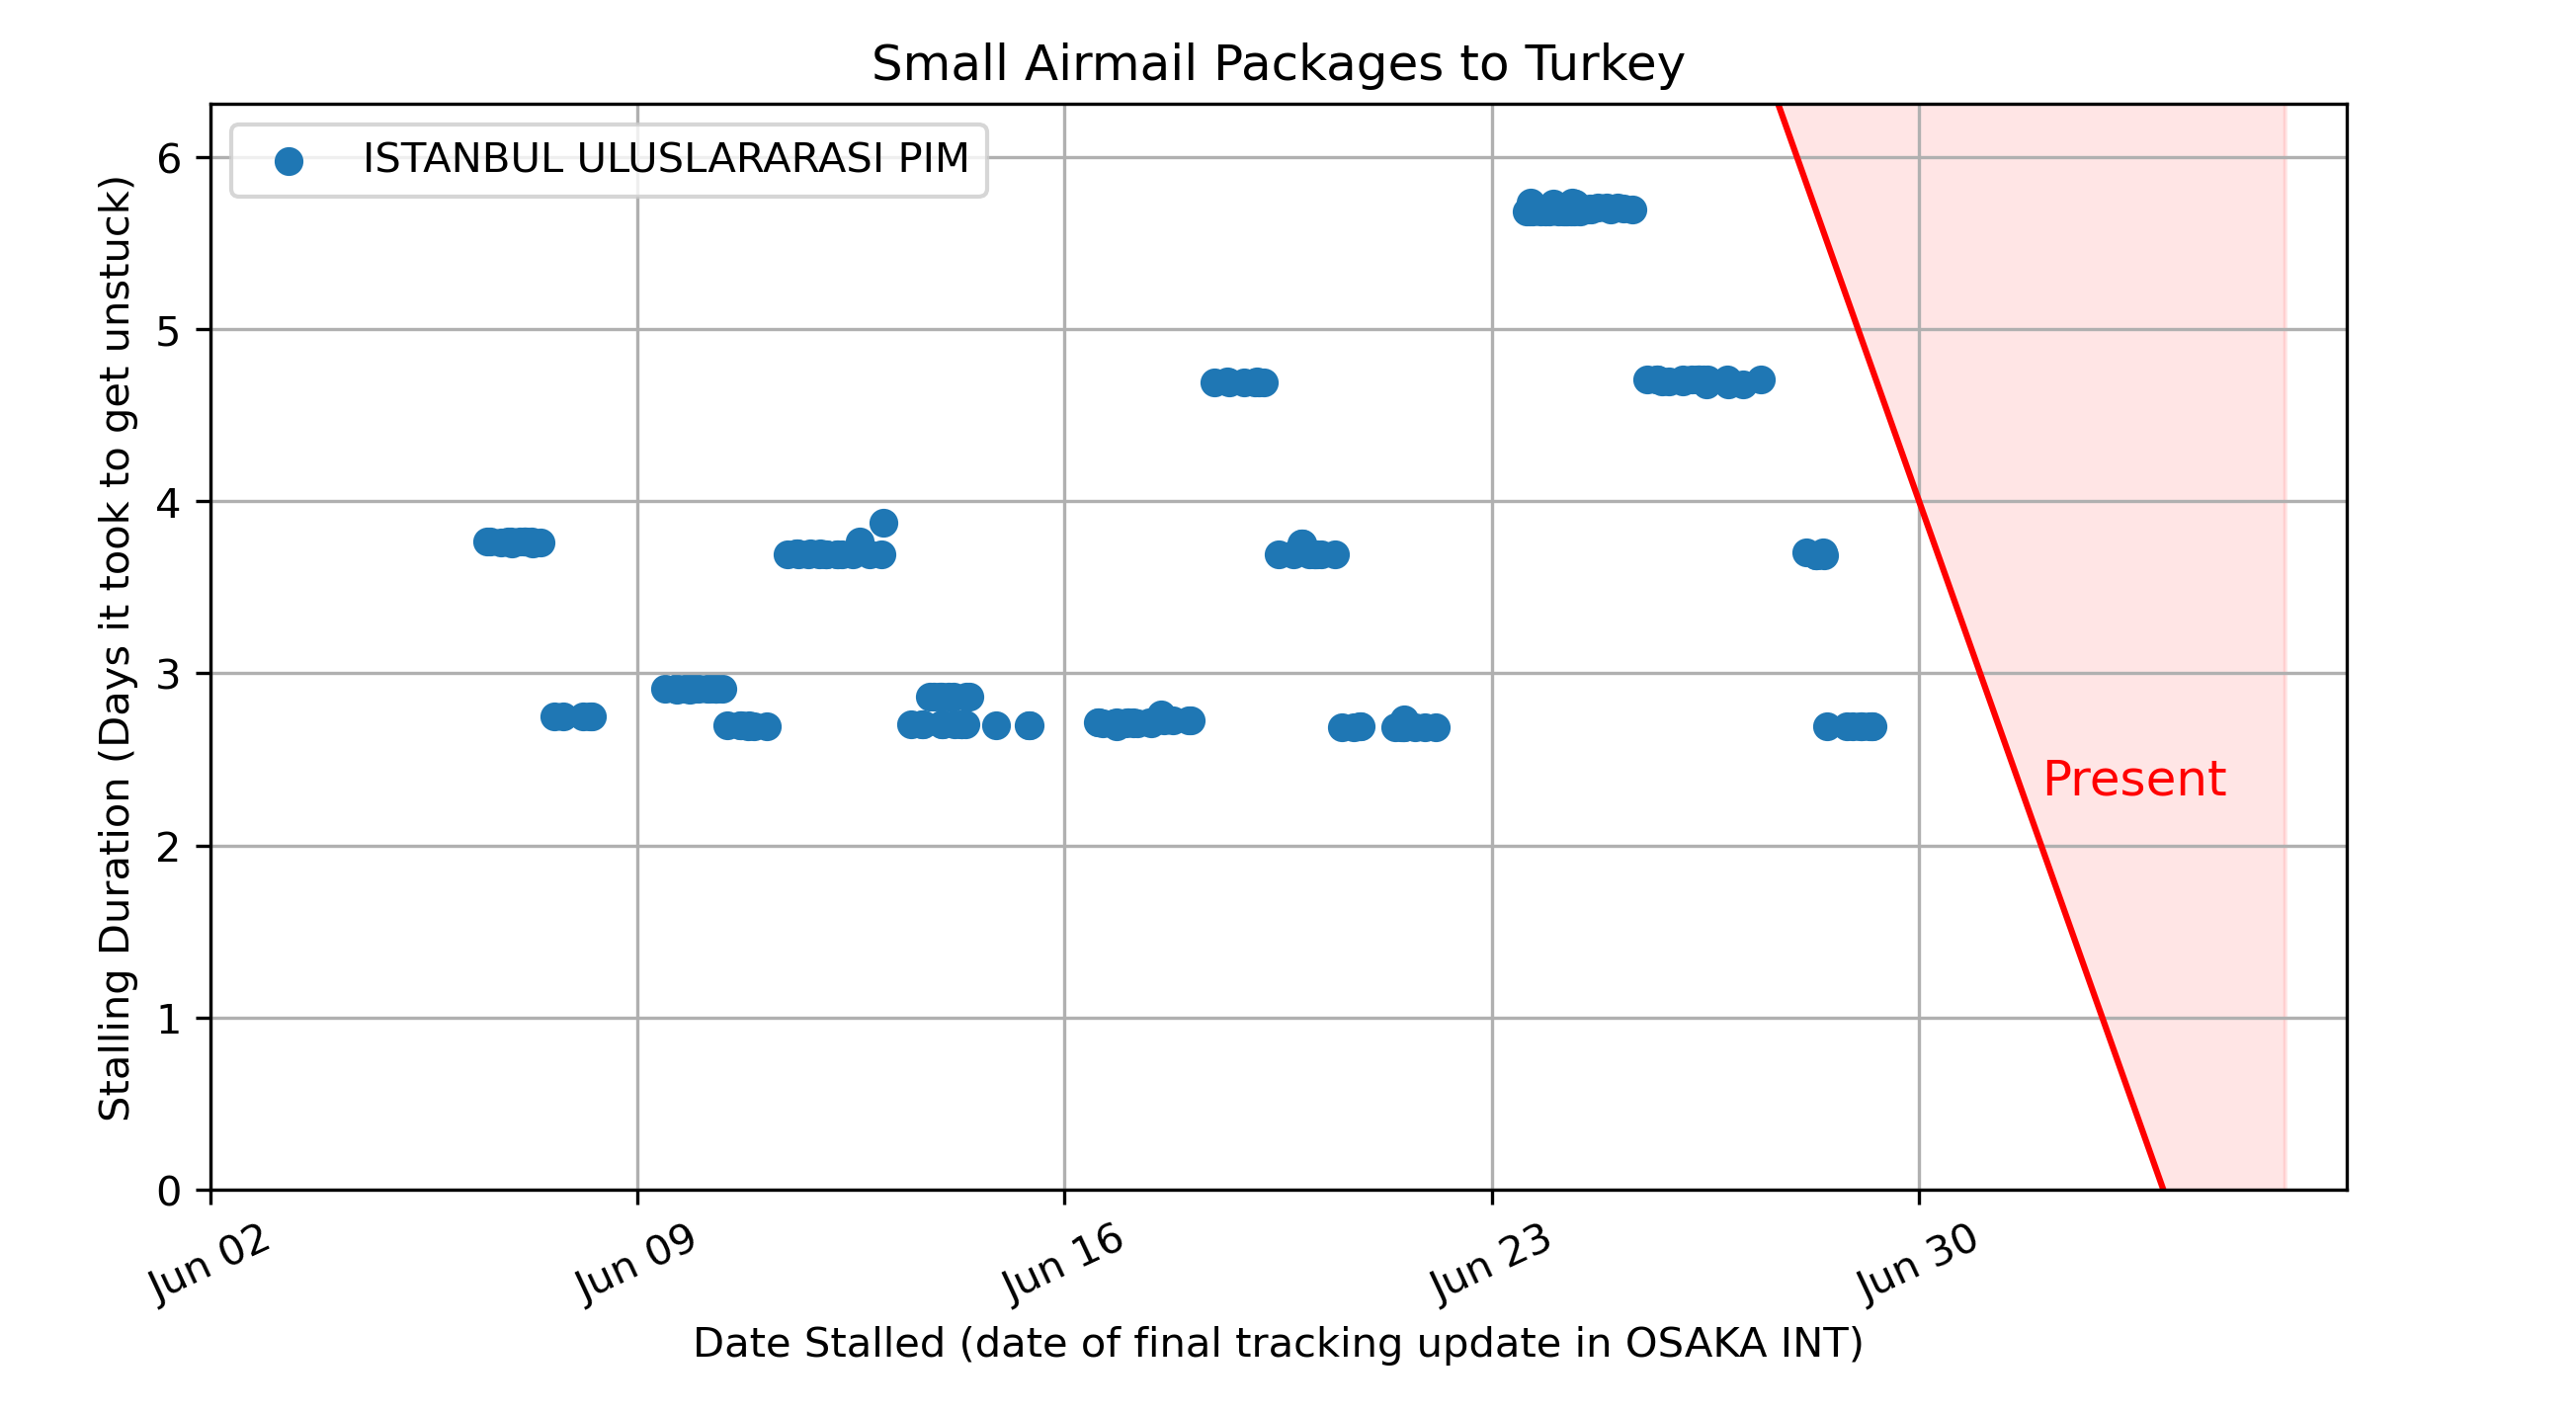 Small Airmail Packages to Turkey
ISTANBUL ULUSLARARASI PIM
Stalling Duration (Days it took to get unstuck)
6
5
4
3
2
1
0
Present
Jun 02
Jun 09
Jun 16
Jun 23
Jun 30
Date Stalled (date of final tracking update in OSAKA INT)